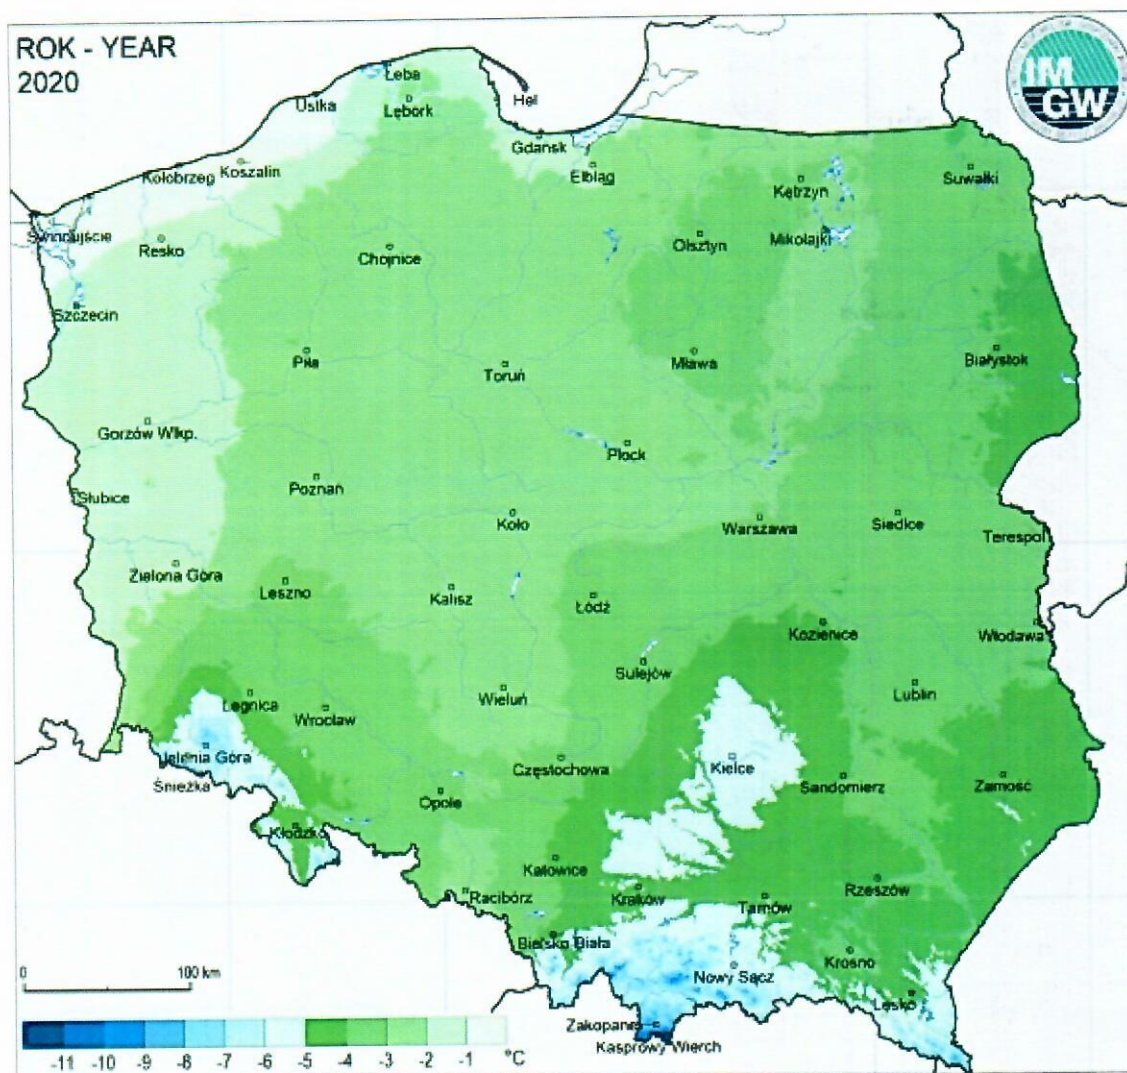 ROK - YEAR
2020
IM
GW
Łeba
Hel
Ustka
Lębork
Gdańsk
Kołobrzeg
Koszalin
Elbląg
Kętrzyn
Suwałki
Świnoujście
Resko
Chojnice
Olsztyn
Mikołajki
Szczecin
Piła
Toruń
Mława
Białystok
Gorzów Wlkp.
Płock
Słubice
Poznań
Koło
Warszawa
Siedlce
Terespol
Zielona Góra
Leszno
Kalisz
Łódź
Kozienice
Włodawa
Sulejów
Legnica
Wrocław
Wieluń
Lublin
Jelenia Góra
Śnieżka
Częstochowa
Kielce
Sandomierz
Zamość
Opole
Kłodzko
Katowice
Racibórz
Kraków
Tarnów
Rzeszów
Bielsko Biała
Nowy Sącz
Krosno
Lesko
0 100 km
Zakopane
Kasprowy Wierch
-11 -10 -9 -8 -7 -6 -5 -4 -3 -2 -1 °C